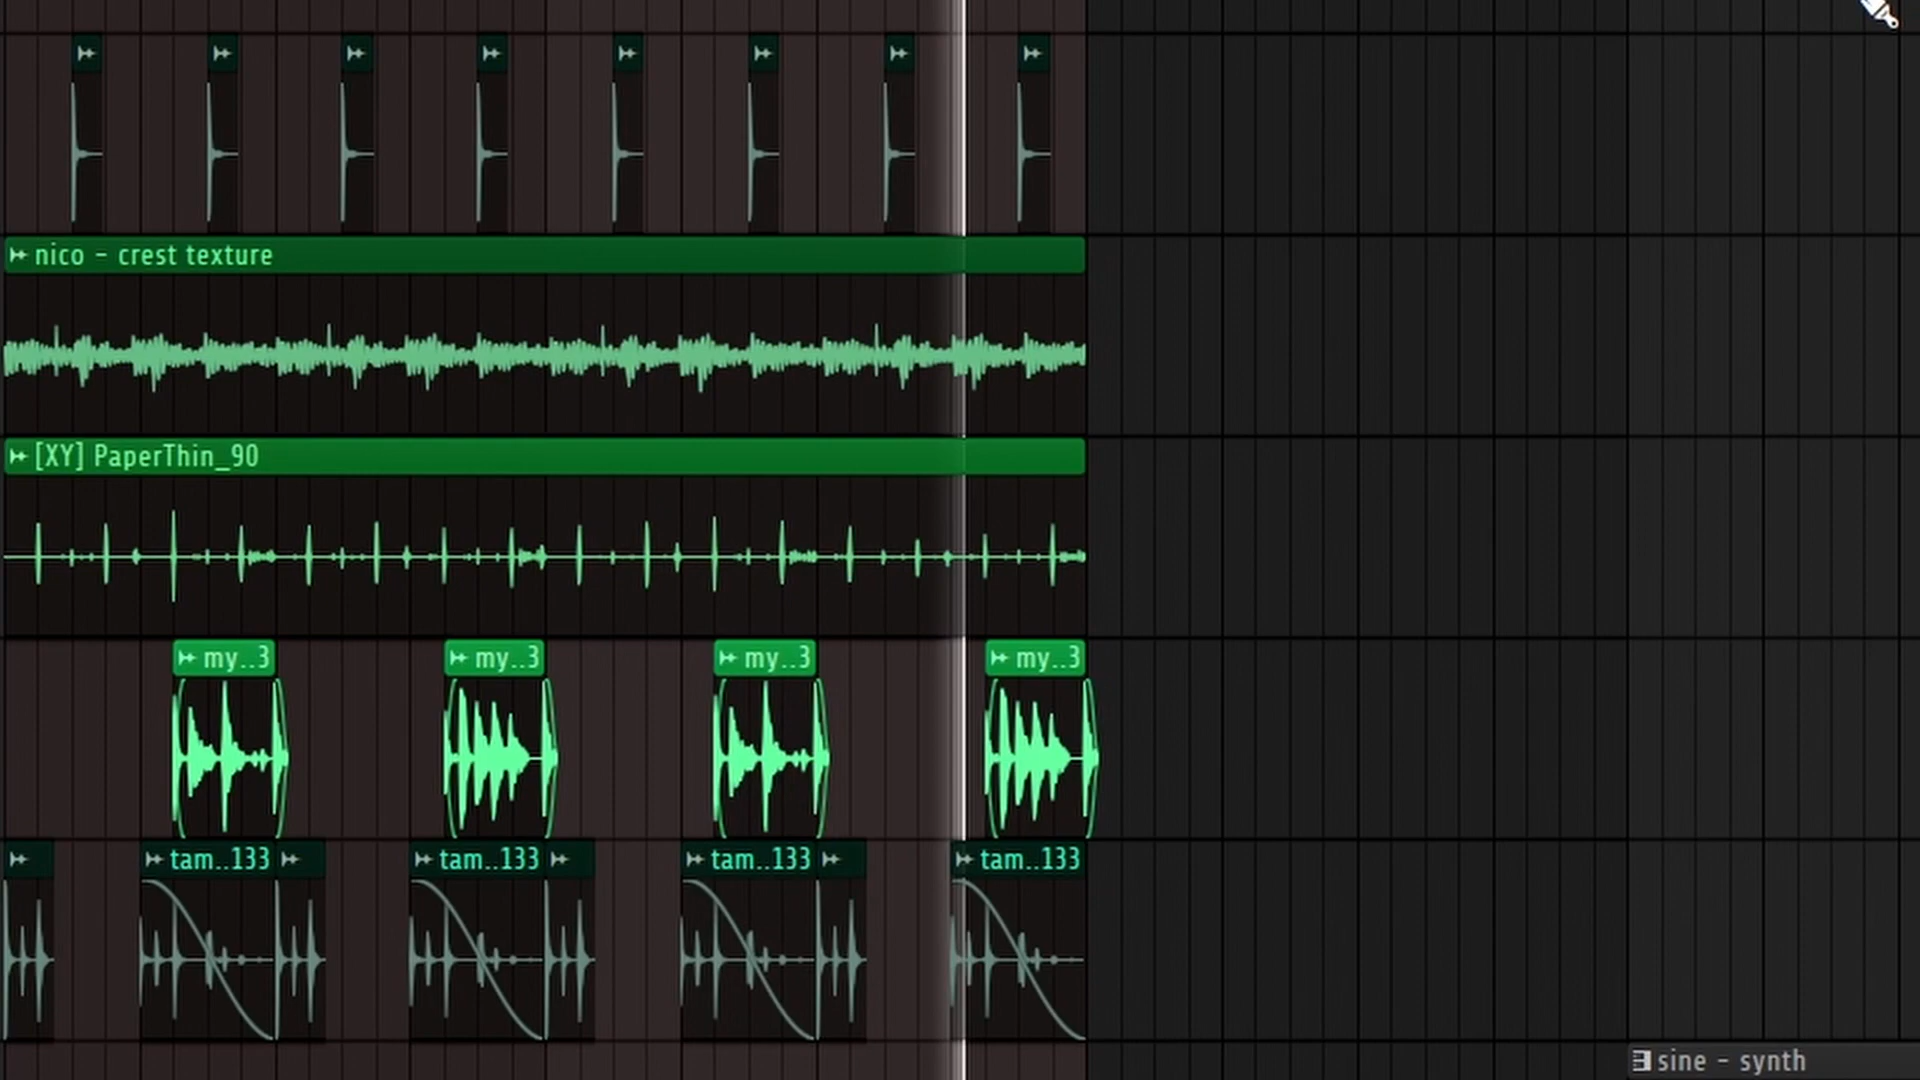 nico - crest texture
[XY] PaperThin_90
my..3 my..3 my..3 my..3
tam..133 tam..133 tam..133 tam..133
sine - synth